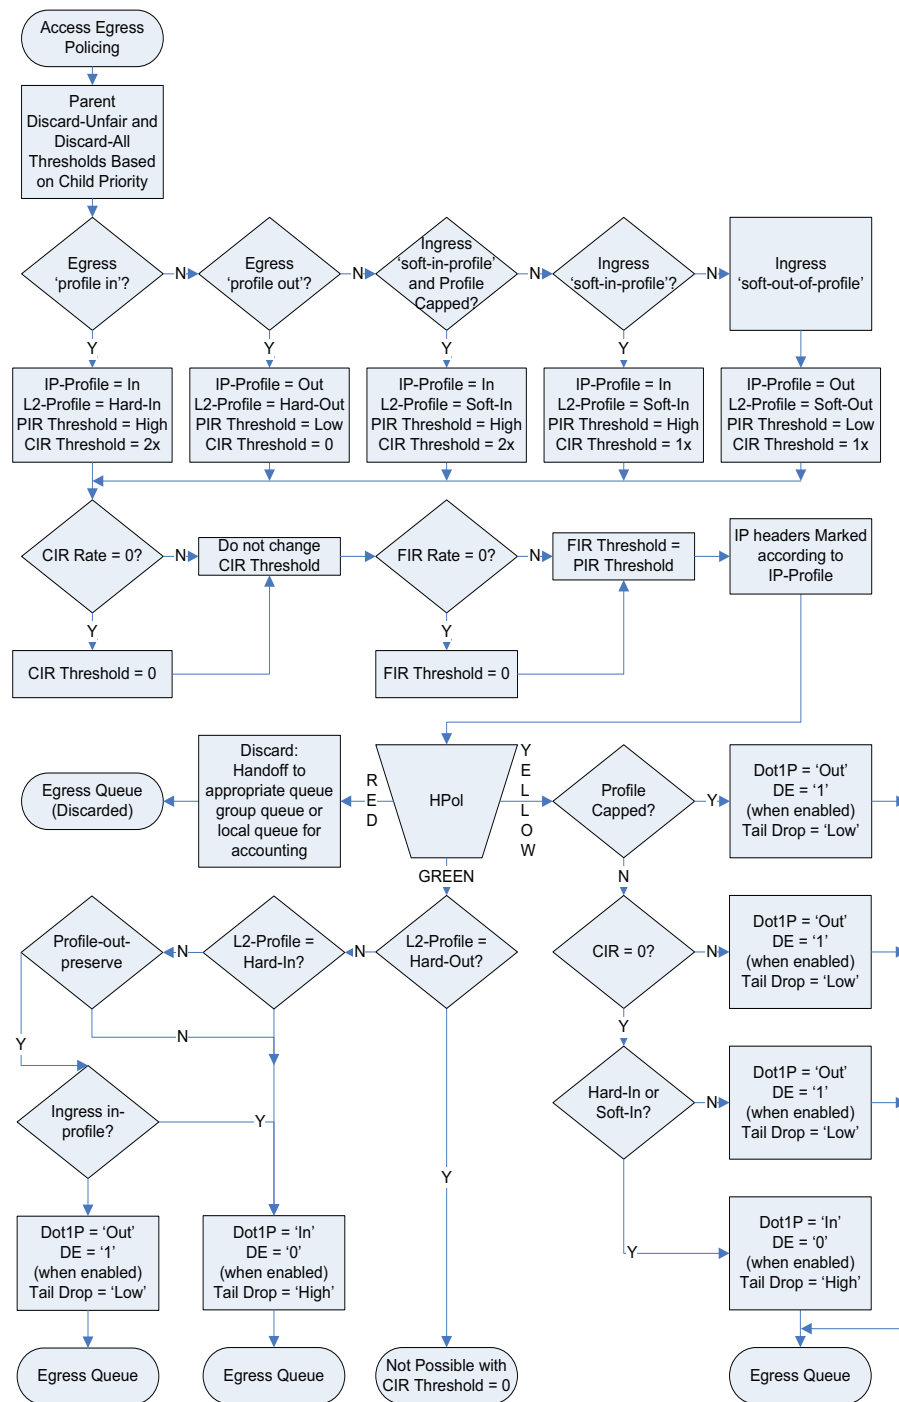 Access Egress
Policing
Parent
Discard-Unfair and
Discard-All
Thresholds Based
on Child Priority
Egress
‘profile in’?
N
Egress
‘profile out’?
N
Ingress
‘soft-in-profile’
and Profile
Capped?
N
Ingress
‘soft-in-profile’?
N
Ingress
‘soft-out-of-profile’
Y
Y
Y
Y
IP-Profile = In
L2-Profile = Hard-In
PIR Threshold = High
CIR Threshold = 2x
IP-Profile = Out
L2-Profile = Hard-Out
PIR Threshold = Low
CIR Threshold = 0
IP-Profile = In
L2-Profile = Soft-In
PIR Threshold = High
CIR Threshold = 2x
IP-Profile = In
L2-Profile = Soft-In
PIR Threshold = High
CIR Threshold = 1x
IP-Profile = Out
L2-Profile = Soft-Out
PIR Threshold = Low
CIR Threshold = 1x
CIR Rate = 0?
N
Do not change
CIR Threshold
FIR Rate = 0?
N
FIR Threshold =
PIR Threshold
IP headers Marked
according to
IP-Profile
Y
Y
CIR Threshold = 0
FIR Threshold = 0
Egress Queue
(Discarded)
Discard:
Handoff to
appropriate queue
group queue or
local queue for
accounting
RED
HPol
YELLOW
Profile
Capped?
Y
Dot1P = ‘Out’
DE = ‘1’
(when enabled)
Tail Drop = ‘Low’
GREEN
N
Profile-out-
preserve
N
L2-Profile =
Hard-In?
N
L2-Profile =
Hard-Out?
CIR = 0?
N
Dot1P = ‘Out’
DE = ‘1’
(when enabled)
Tail Drop = ‘Low’
Y
N
Y
Ingress in-
profile?
Y
Y
Hard-In or
Soft-In?
N
Dot1P = ‘Out’
DE = ‘1’
(when enabled)
Tail Drop = ‘Low’
Dot1P = ‘Out’
DE = ‘1’
(when enabled)
Tail Drop = ‘Low’
Dot1P = ‘In’
DE = ‘0’
(when enabled)
Tail Drop = ‘High’
Y
Dot1P = ‘In’
DE = ‘0’
(when enabled)
Tail Drop = ‘High’
Egress Queue
Egress Queue
Not Possible with
CIR Threshold = 0
Egress Queue